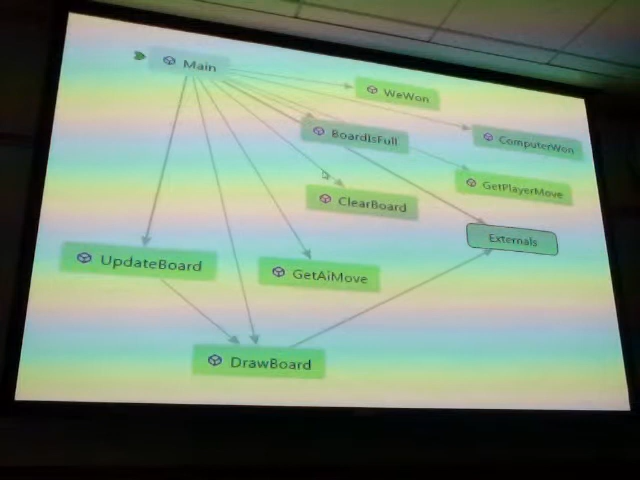 Main
WeWon
BoardIsFull
ComputerWon
GetPlayerMove
ClearBoard
Externals
UpdateBoard
GetAiMove
DrawBoard